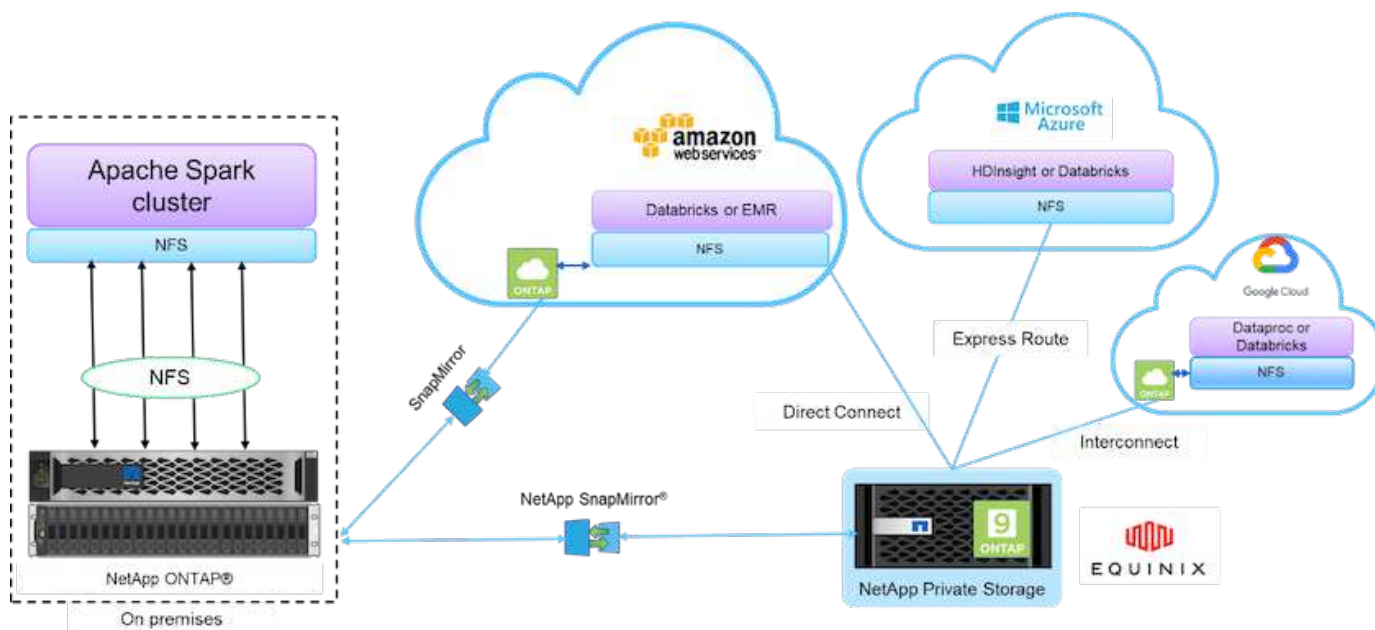 Apache Spark
cluster
NFS
NFS
NetApp ONTAP®
On premises
amazon
web services™
Databricks or EMR
NFS
ONTAP
SnapMirror
NetApp SnapMirror®
Microsoft
Azure
HDInsight or Databricks
NFS
Express Route
Direct Connect
Interconnect
Google Cloud
Dataproc or
Databricks
NFS
ONTAP
9
ONTAP
NetApp Private Storage
EQUINIX